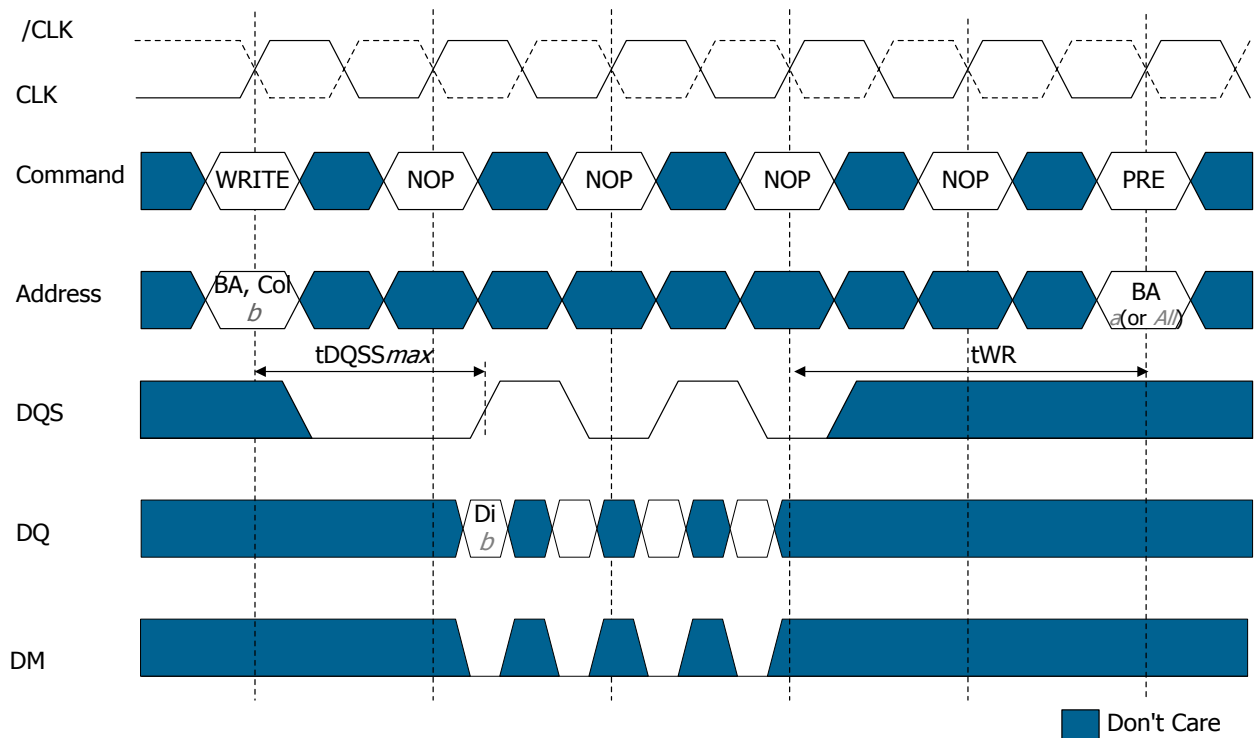 /CLK
CLK
Command
WRITE
NOP
NOP
NOP
NOP
PRE
Address
BA, Col
b
BA
a(or All)
tDQSSmax
tWR
DQS
DQ
Di
b
DM
Don't Care